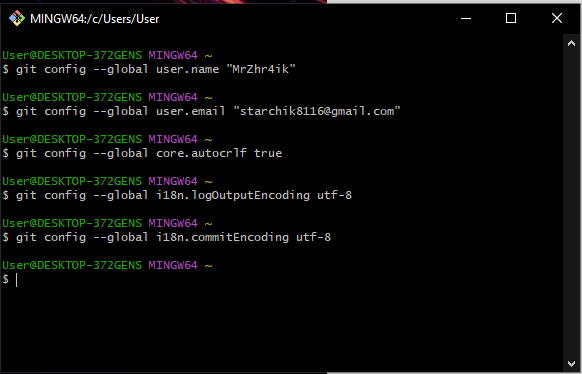 MINGW64:/c/Users/User
User@DESKTOP-372GENS MINGW64 ~
$ git config --global user.name "MrZhr4ik"
User@DESKTOP-372GENS MINGW64 ~
$ git config --global user.email "starchik8116@gmail.com"
User@DESKTOP-372GENS MINGW64 ~
$ git config --global core.autocrlf true
User@DESKTOP-372GENS MINGW64 ~
$ git config --global i18n.logOutputEncoding utf-8
User@DESKTOP-372GENS MINGW64 ~
$ git config --global i18n.commitEncoding utf-8
User@DESKTOP-372GENS MINGW64 ~
$